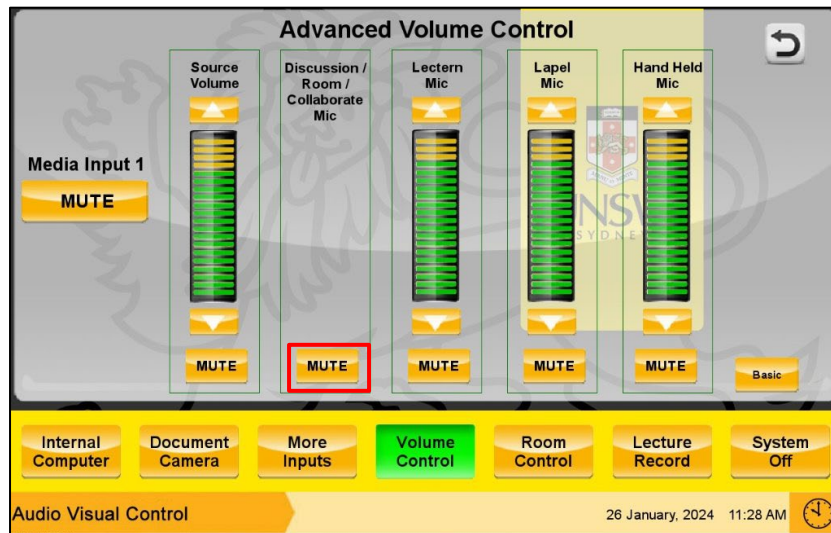 Advanced Volume Control
Source
Volume
Discussion /
Room /
Collaborate
Mic
Lectern
Mic
Lapel
Mic
Hand Held
Mic
Media Input 1
MUTE
UNSW
SYDNEY
MUTE
MUTE
MUTE
MUTE
MUTE
Basic
Internal
Computer
Document
Camera
More
Inputs
Volume
Control
Room
Control
Lecture
Record
System
Off
Audio Visual Control
26 January, 2024 11:28 AM